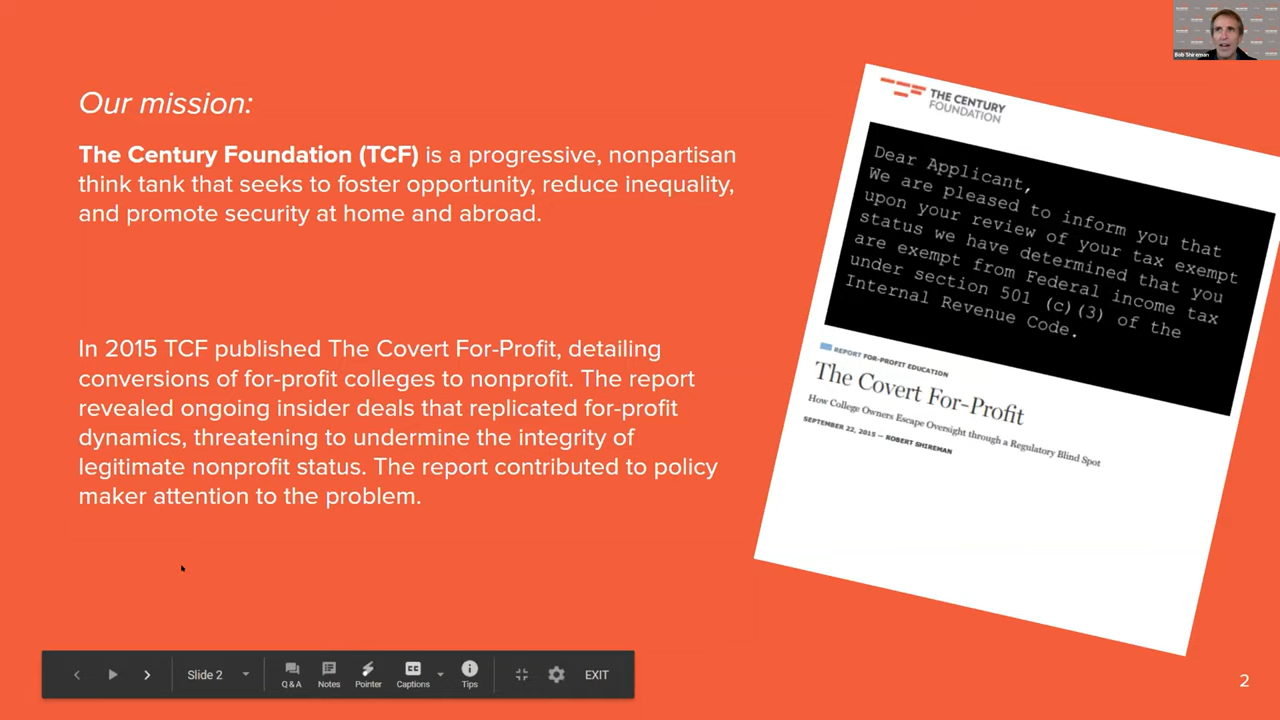 Bob Shireman
Our mission:
The Century Foundation (TCF) is a progressive, nonpartisan
think tank that seeks to foster opportunity, reduce inequality,
and promote security at home and abroad.
In 2015 TCF published The Covert For-Profit, detailing
conversions of for-profit colleges to nonprofit. The report
revealed ongoing insider deals that replicated for-profit
dynamics, threatening to undermine the integrity of
legitimate nonprofit status. The report contributed to policy
maker attention to the problem.
THE CENTURY
FOUNDATION
Dear Applicant,
We are pleased to inform you that
upon your review of your tax exempt
status we have determined that you
are exempt from Federal income tax
under section 501 (c)(3) of the
Internal Revenue Code.
REPORT FOR-PROFIT EDUCATION
The Covert For-Profit
How College Owners Escape Oversight through a Regulatory Blind Spot
SEPTEMBER 22, 2015 — ROBERT SHIREMAN
Slide 2
Q & A
Notes
Pointer
CC
Captions
Tips
EXIT
2